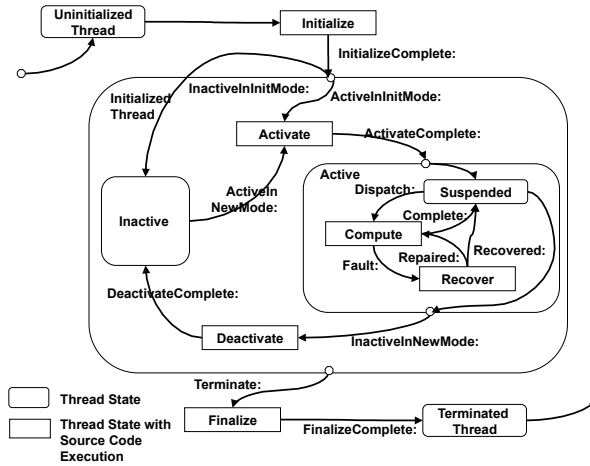 Uninitialized
Thread
Initialize
InitializeComplete:
Initialized
Thread
InactiveInInitMode:
ActiveInInitMode:
Activate
ActivateComplete:
Active
Dispatch:
Suspended
Inactive
ActiveIn
NewMode:
Complete:
Compute
Repaired:
Recovered:
Fault:
Recover
DeactivateComplete:
Deactivate
InactiveInNewMode:
Terminate:
Thread State
Finalize
FinalizeComplete:
Terminated
Thread
Thread State with
Source Code
Execution